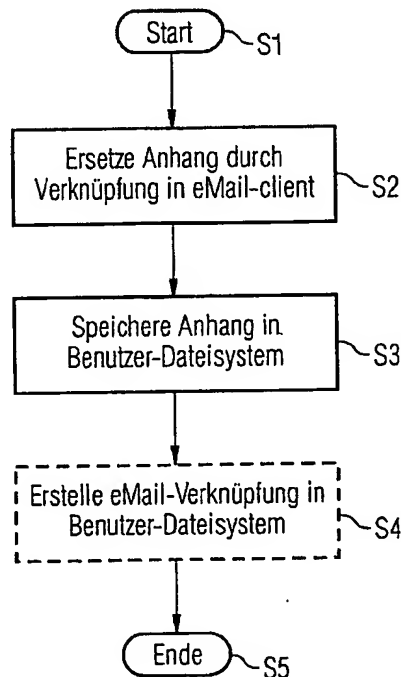 Start
S1
Ersetze Anhang durch
Verknüpfung in eMail-client
S2
Speichere Anhang in
Benutzer-Dateisystem
S3
Erstelle eMail-Verknüpfung in
Benutzer-Dateisystem
S4
Ende
S5